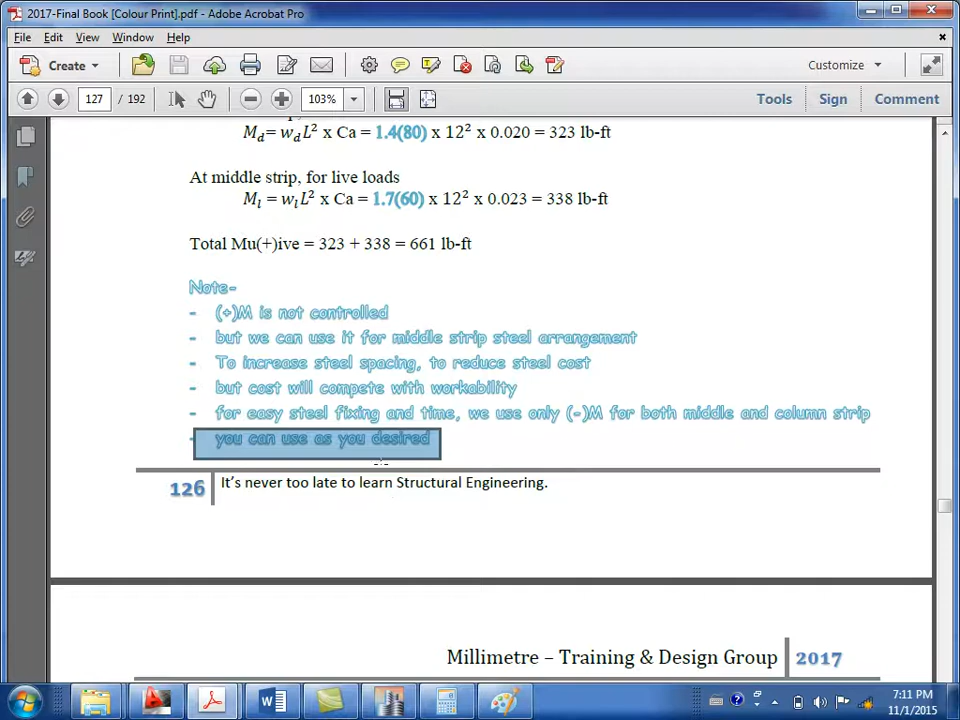 2017-Final Book [Colour Print].pdf - Adobe Acrobat Pro
File Edit View Window Help
Create Customize
127 / 192 103% Tools Sign Comment
M𝑑= w𝑑L² x Ca = 1.4(80) x 12² x 0.020 = 323 lb-ft
At middle strip, for live loads
M𝑙 = w𝑙L² x Ca = 1.7(60) x 12² x 0.023 = 338 lb-ft
Total Mu(+)ive = 323 + 338 = 661 lb-ft
Note-
- (+)M is not controlled
- but we can use it for middle strip steel arrangement
- To increase steel spacing, to reduce steel cost
- but cost will compete with workability
- for easy steel fixing and time, we use only (-)M for both middle and column strip
- you can use as you desired
126 It's never too late to learn Structural Engineering.
Millimetre – Training & Design Group 2017
7:11 PM
11/1/2015